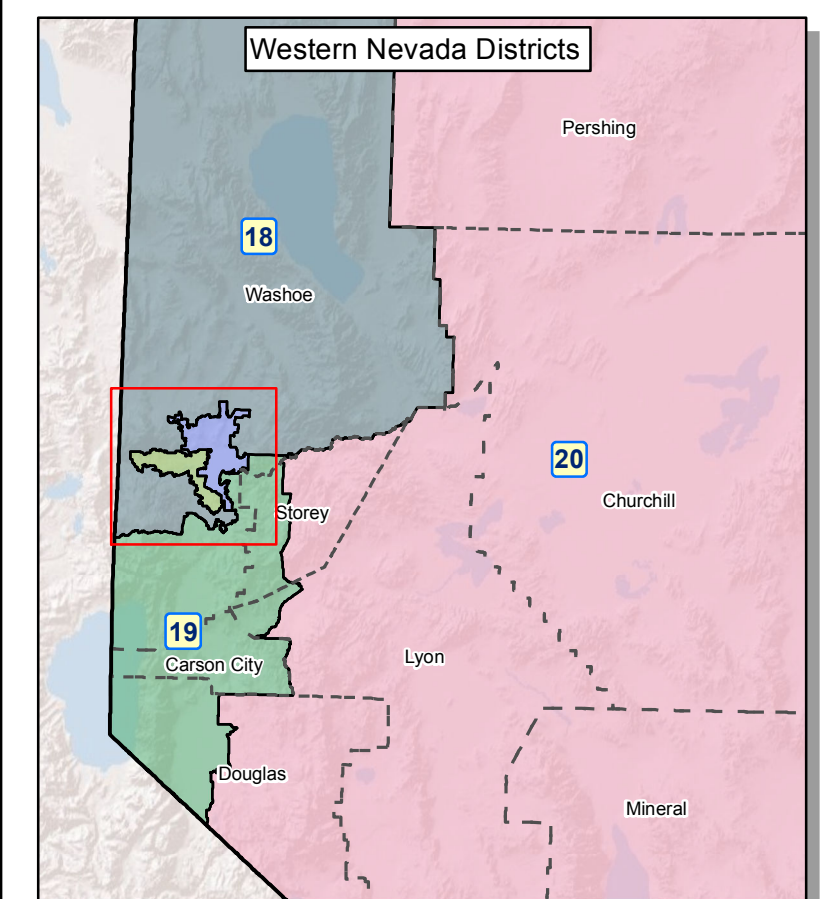 Western Nevada Districts
Pershing
18
Washoe
20
Churchill
Storey
19
Carson City
Lyon
Douglas
Mineral